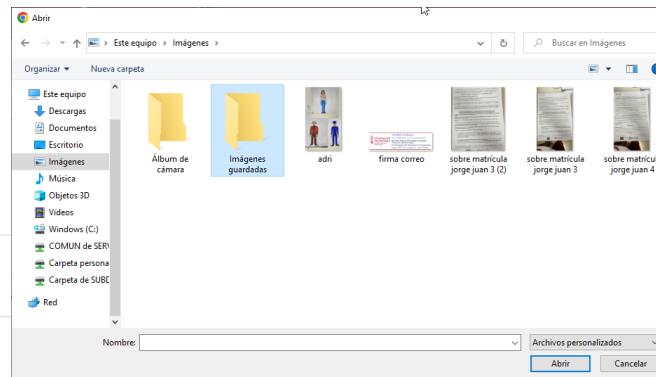 Abrir
Este equipo > Imágenes >
Buscar en Imágenes
Organizar
Nueva carpeta
Este equipo
Descargas
Documentos
Escritorio
Imágenes
Música
Objetos 3D
Vídeos
Windows (C:)
COMUN de SERV
Carpeta persona
Carpeta de SUBD
Red
Álbum de cámara
Imágenes guardadas
adri
firma correo
sobre matrícula jorge juan 3 (2)
sobre matrícula jorge juan 3
sobre matrícula jorge juan 4
Nombre:
Archivos personalizados
Abrir
Cancelar